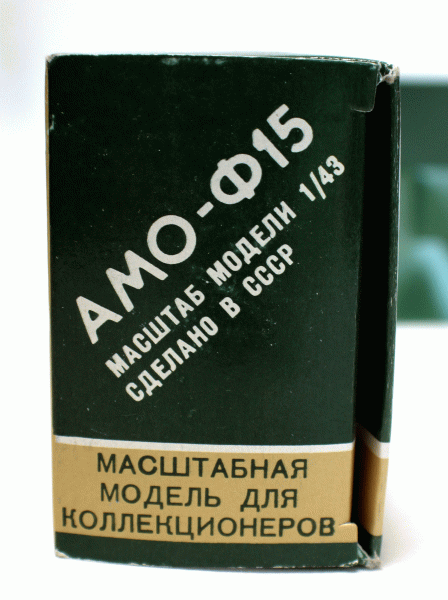 АМО-Ф15
МАСШТАБ МОДЕЛИ 1/43
СДЕЛАНО В СССР
МАСШТАБНАЯ
МОДЕЛЬ ДЛЯ
КОЛЛЕКЦИОНЕРОВ